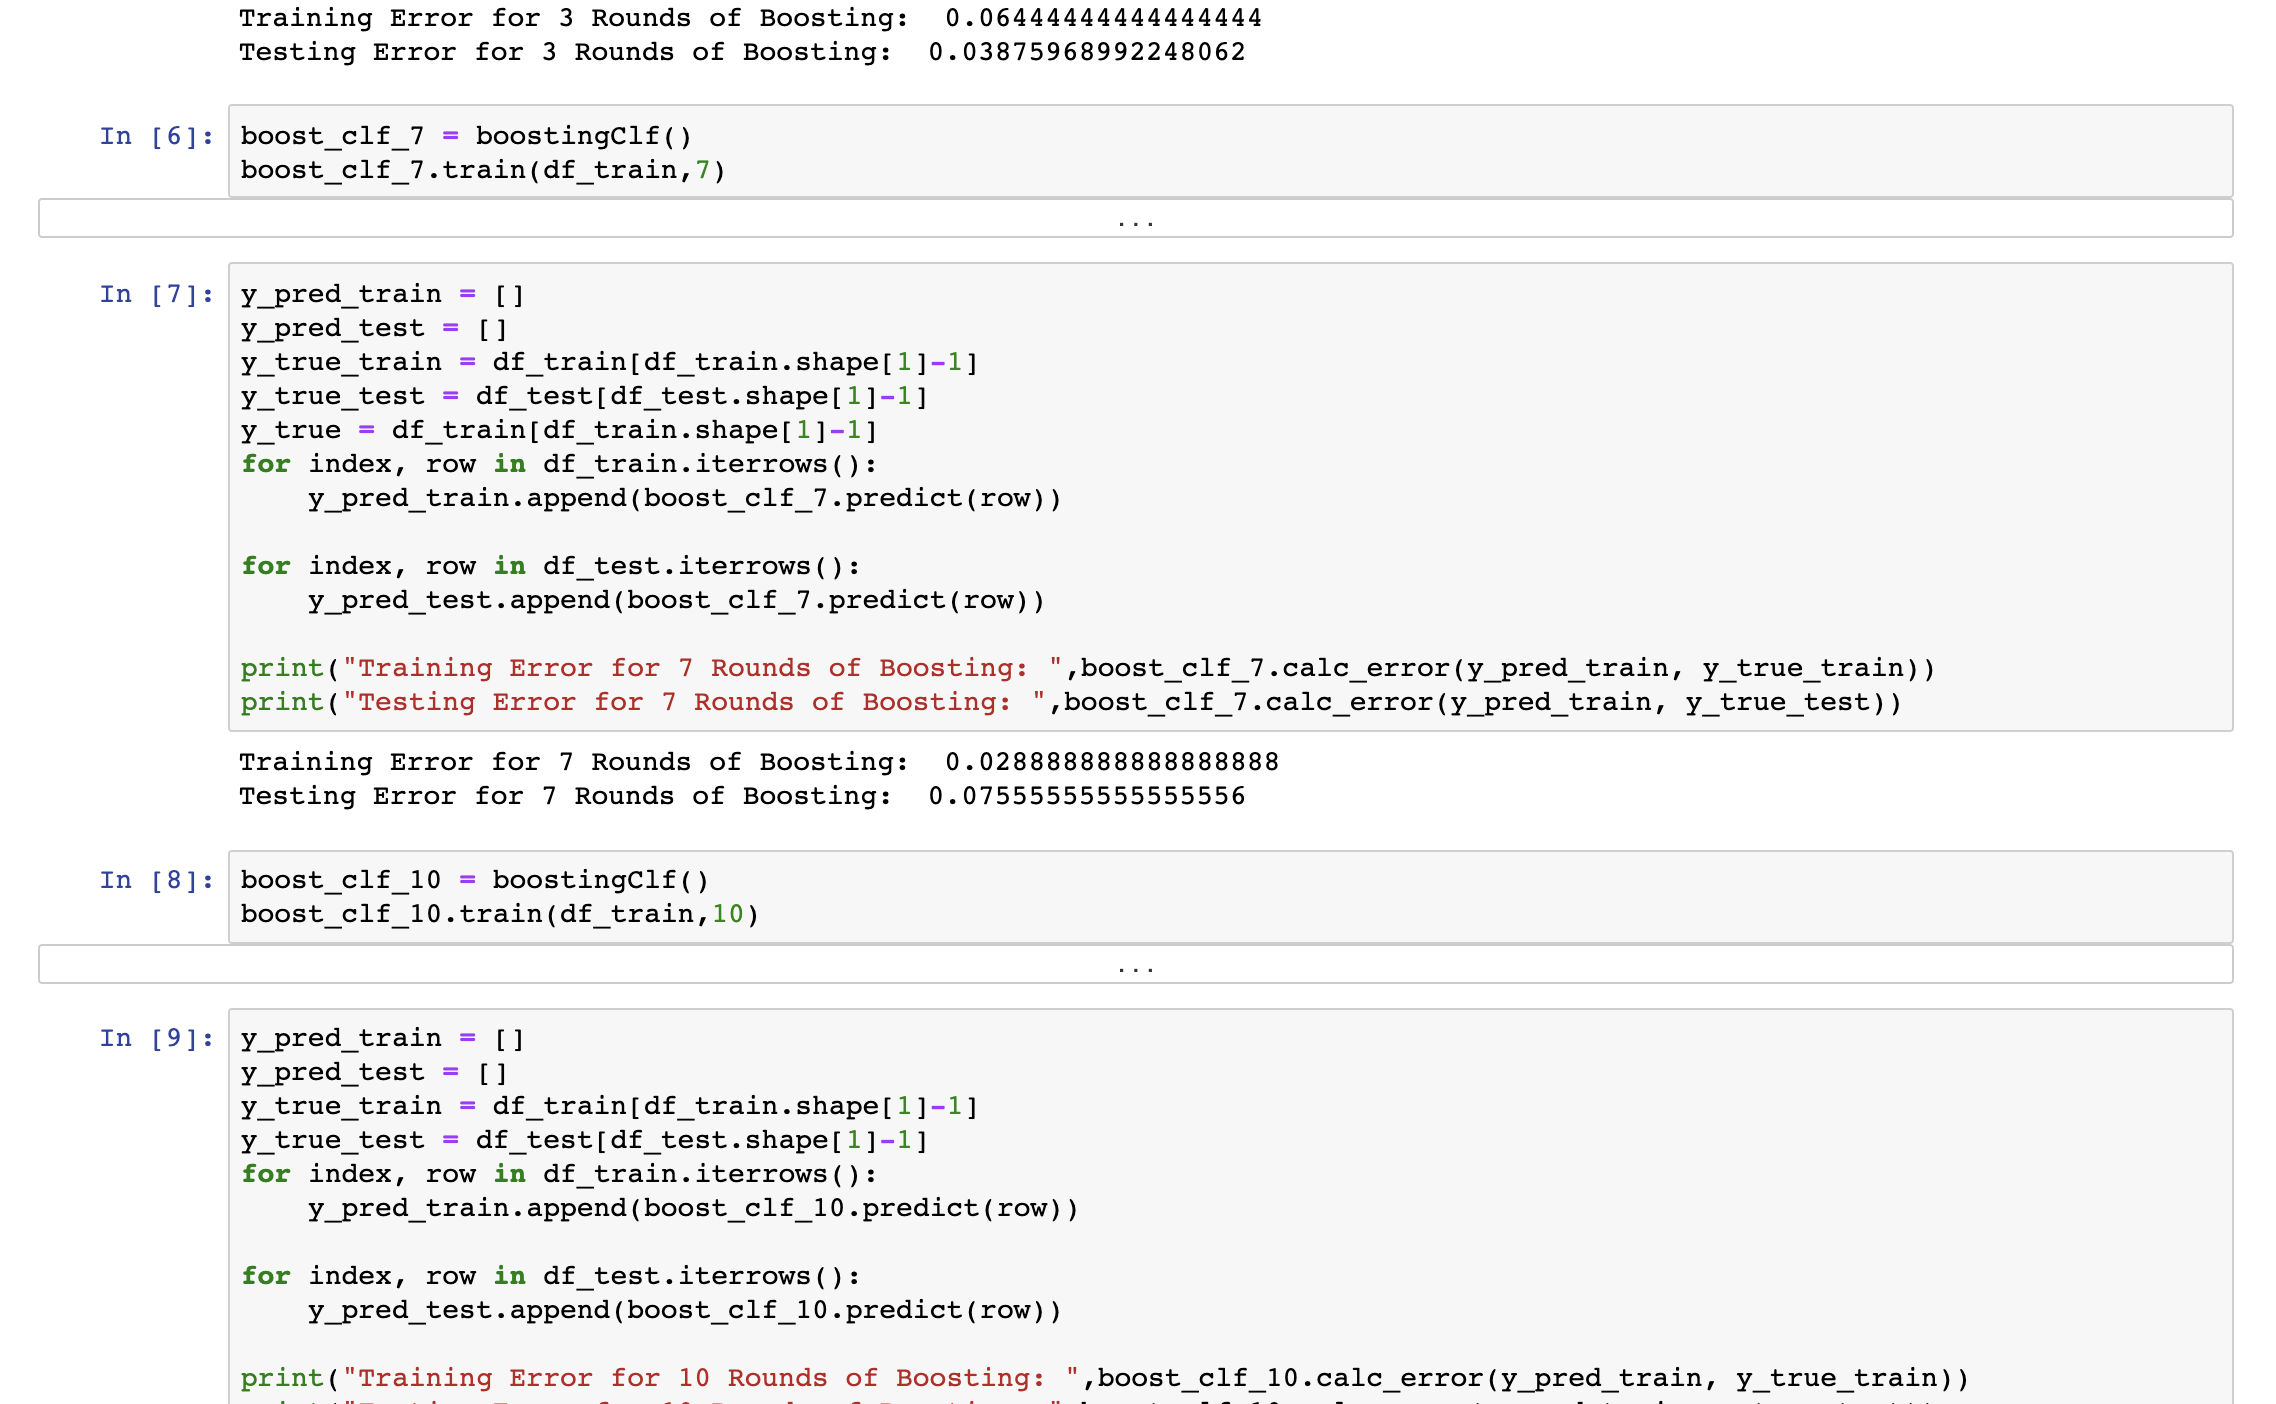 Training Error for 3 Rounds of Boosting:  0.06444444444444444
Testing Error for 3 Rounds of Boosting:  0.03875968992248062
In [6]: boost_clf_7 = boostingClf()
boost_clf_7.train(df_train,7)
...
In [7]: y_pred_train = []
y_pred_test = []
y_true_train = df_train[df_train.shape[1]-1]
y_true_test = df_test[df_test.shape[1]-1]
y_true = df_train[df_train.shape[1]-1]
for index, row in df_train.iterrows():
    y_pred_train.append(boost_clf_7.predict(row))
for index, row in df_test.iterrows():
    y_pred_test.append(boost_clf_7.predict(row))
print("Training Error for 7 Rounds of Boosting: ",boost_clf_7.calc_error(y_pred_train, y_true_train))
print("Testing Error for 7 Rounds of Boosting: ",boost_clf_7.calc_error(y_pred_train, y_true_test))
Training Error for 7 Rounds of Boosting:  0.028888888888888888
Testing Error for 7 Rounds of Boosting:  0.07555555555555556
In [8]: boost_clf_10 = boostingClf()
boost_clf_10.train(df_train,10)
...
In [9]: y_pred_train = []
y_pred_test = []
y_true_train = df_train[df_train.shape[1]-1]
y_true_test = df_test[df_test.shape[1]-1]
for index, row in df_train.iterrows():
    y_pred_train.append(boost_clf_10.predict(row))
for index, row in df_test.iterrows():
    y_pred_test.append(boost_clf_10.predict(row))
print("Training Error for 10 Rounds of Boosting: ",boost_clf_10.calc_error(y_pred_train, y_true_train))